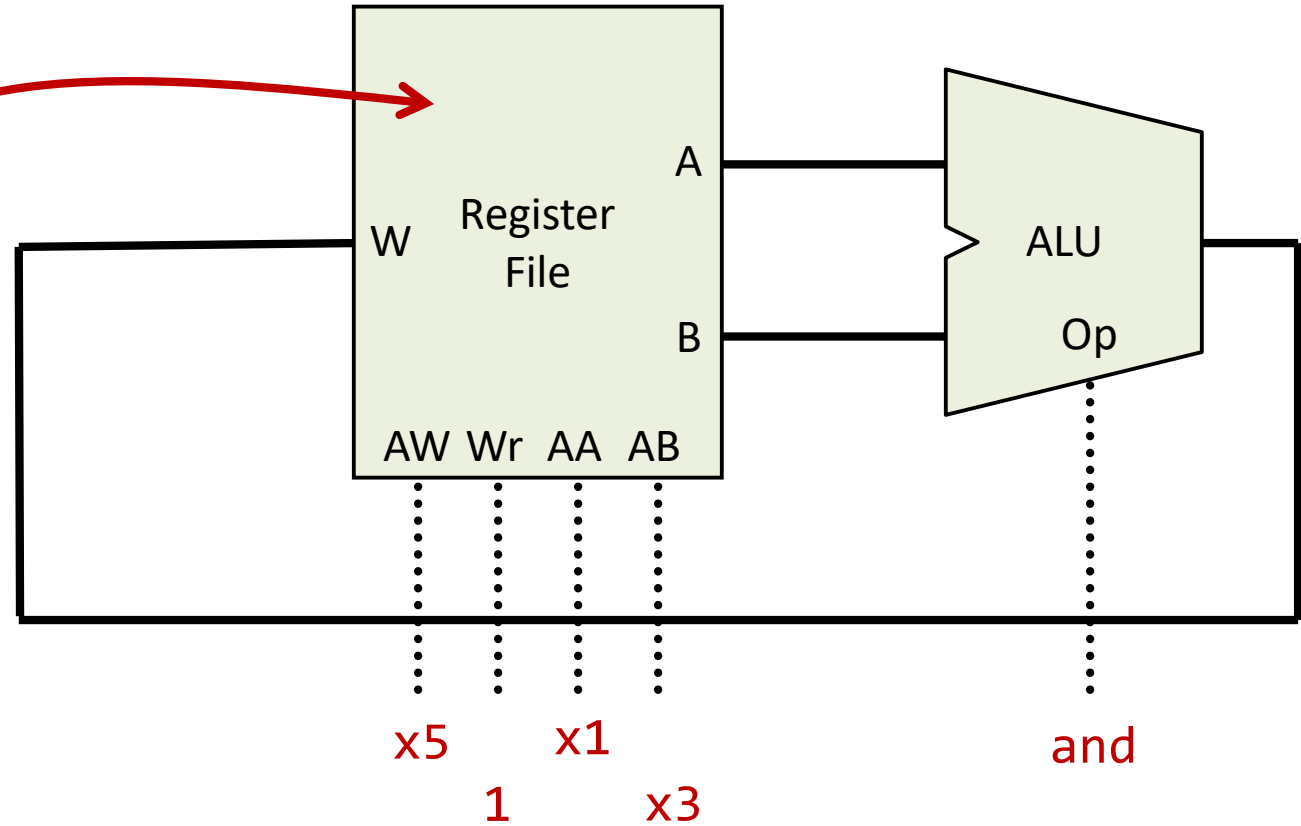 A
Register
File
W
ALU
B
Op
AW Wr AA AB
x5
x1
and
1
x3